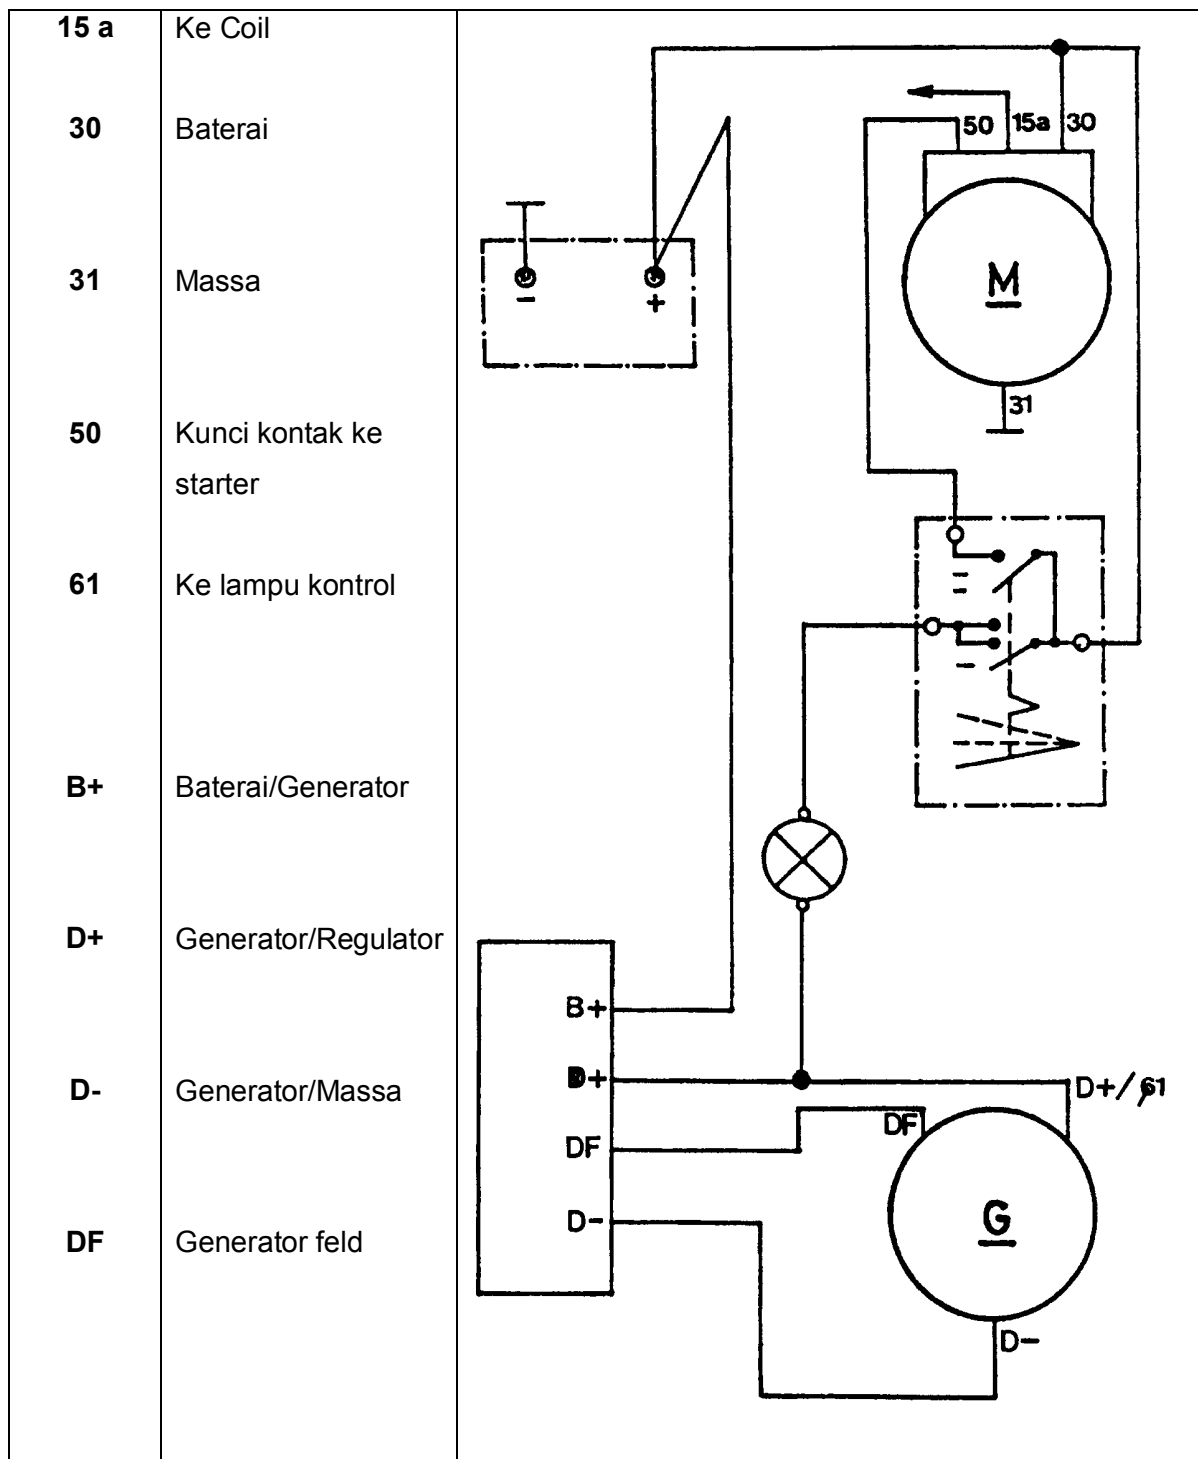 15 a Ke Coil
30 Baterai
31 Massa
50 Kunci kontak ke
starter
61 Ke lampu kontrol
B+ Baterai/Generator
D+ Generator/Regulator
D- Generator/Massa
DF Generator feld
50 15a 30
M
31
- +
B+
D+
DF
D-
D+/61
DF
G
D-